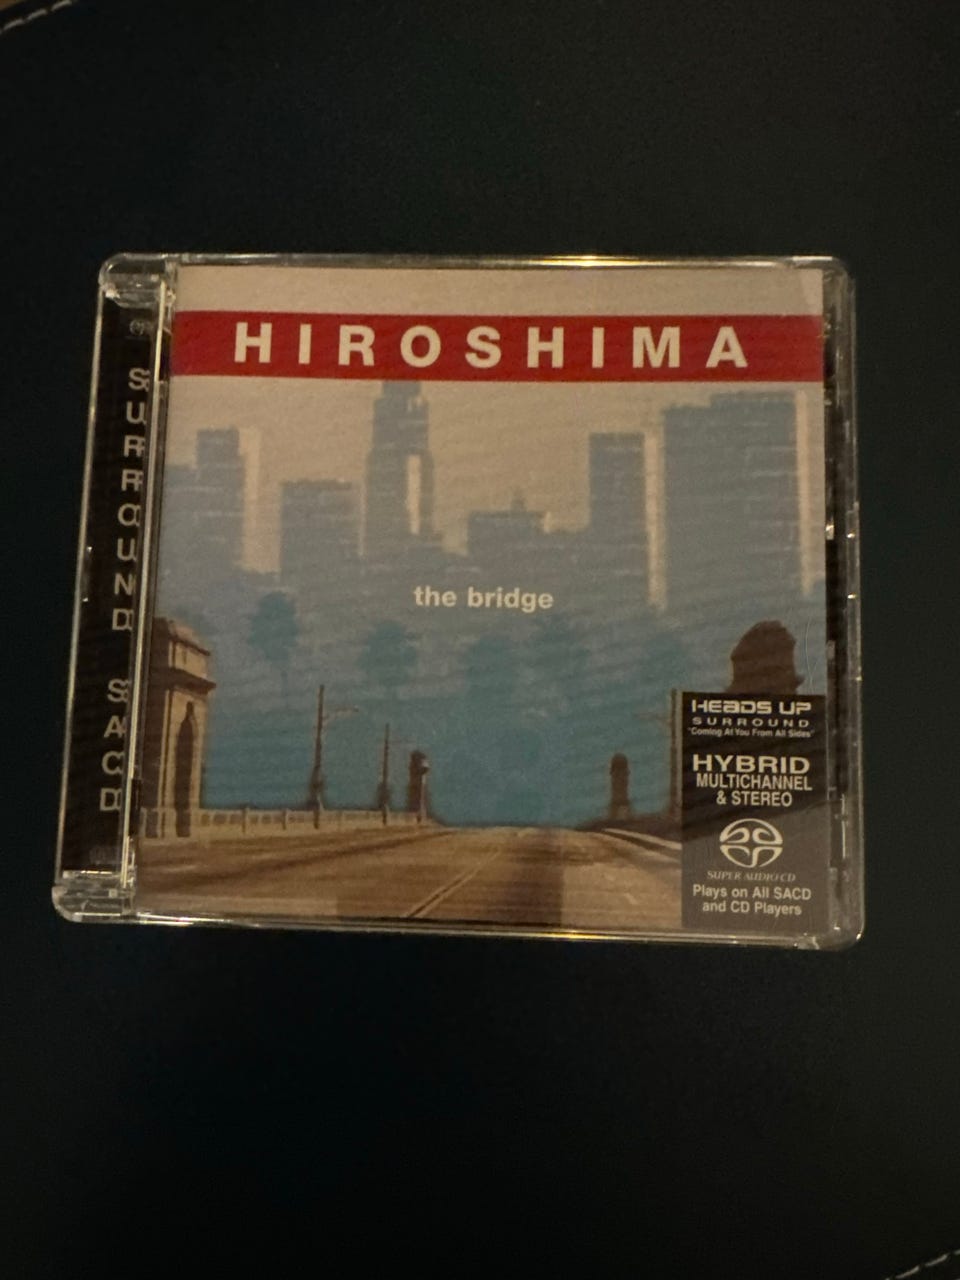 HIROSHIMA
the bridge
SURROUND SACD
HEADS UP
SURROUND
"Coming At You From All Sides"
HYBRID
MULTICHANNEL
& STEREO
SUPER AUDIO CD
Plays on All SACD
and CD Players